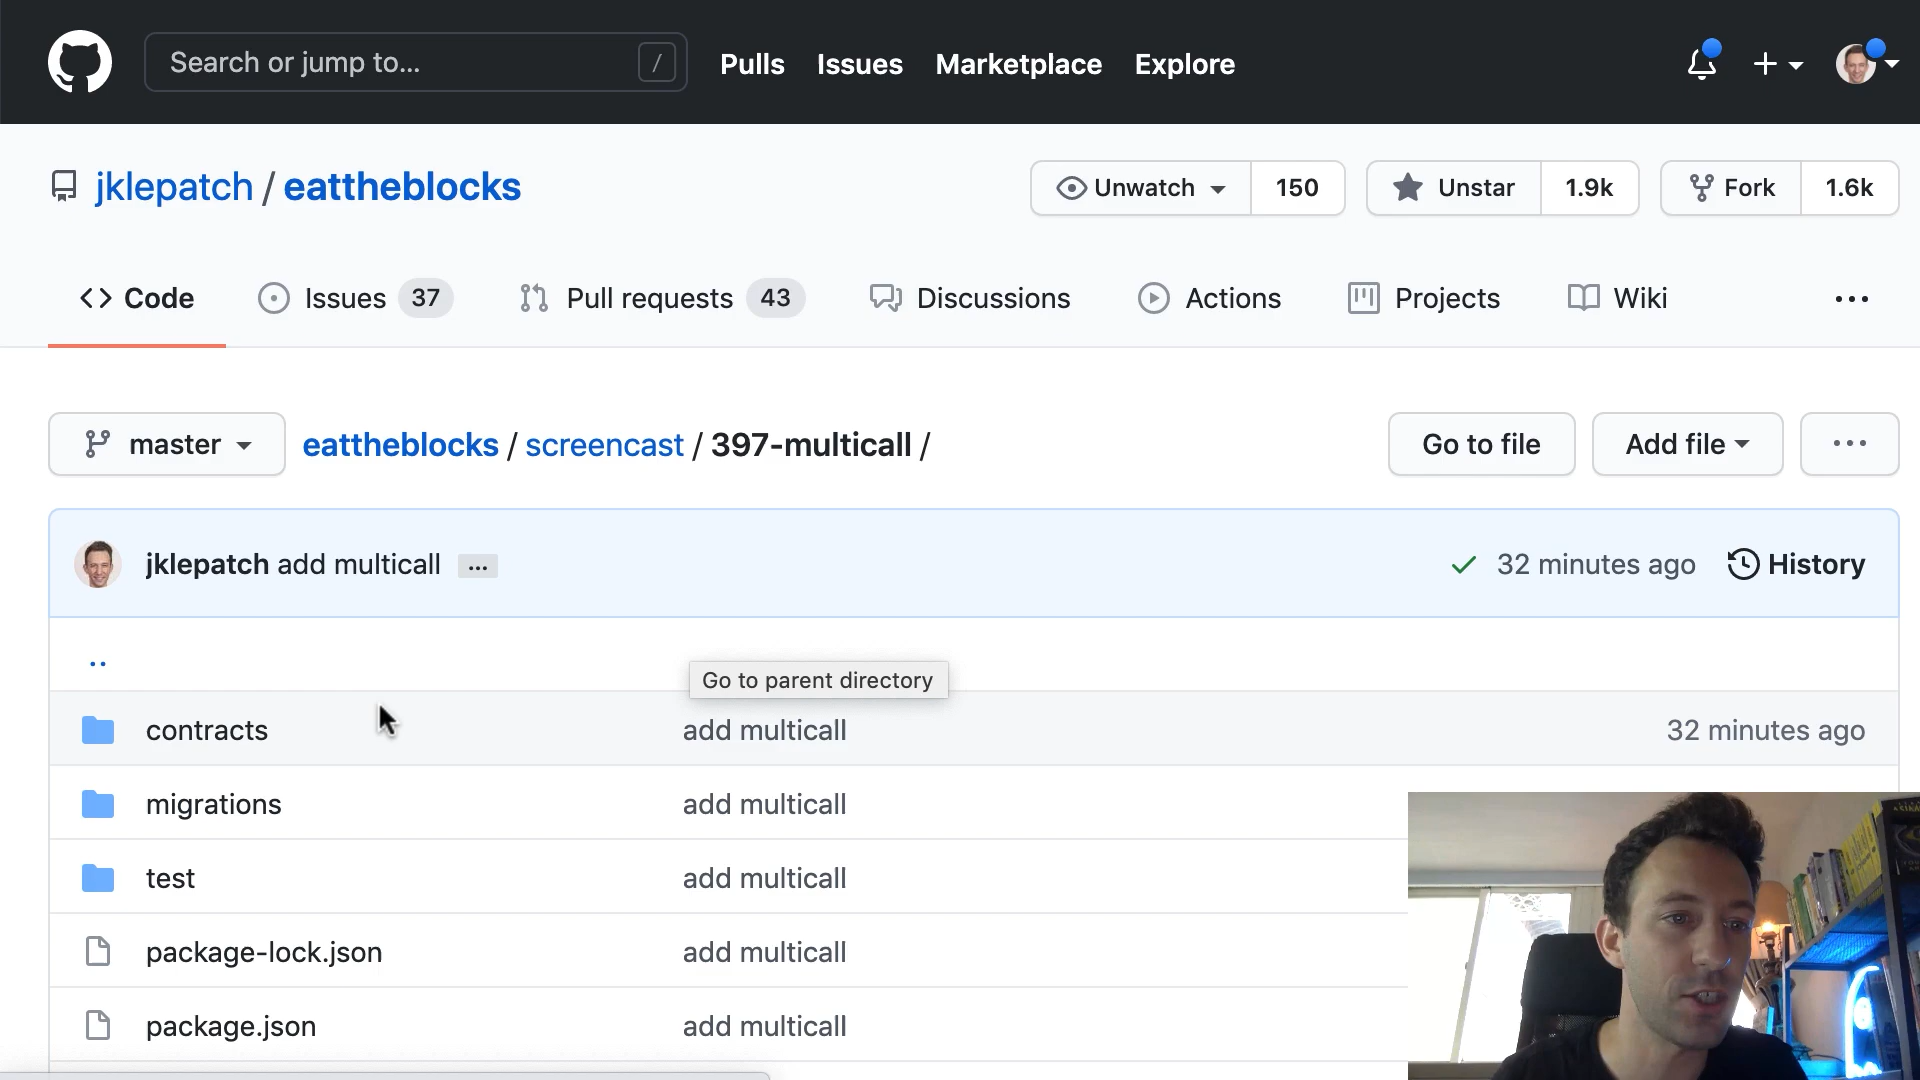 Search or jump to... /
Pulls Issues Marketplace Explore
jklepatch / eattheblocks
Unwatch 150 Unstar 1.9k Fork 1.6k
Code Issues 37 Pull requests 43 Discussions Actions Projects Wiki ...
master eattheblocks / screencast / 397-multicall / Go to file Add file ...
jklepatch add multicall ... 32 minutes ago History
..
Go to parent directory
contracts add multicall 32 minutes ago
migrations add multicall
test add multicall
package-lock.json add multicall
package.json add multicall